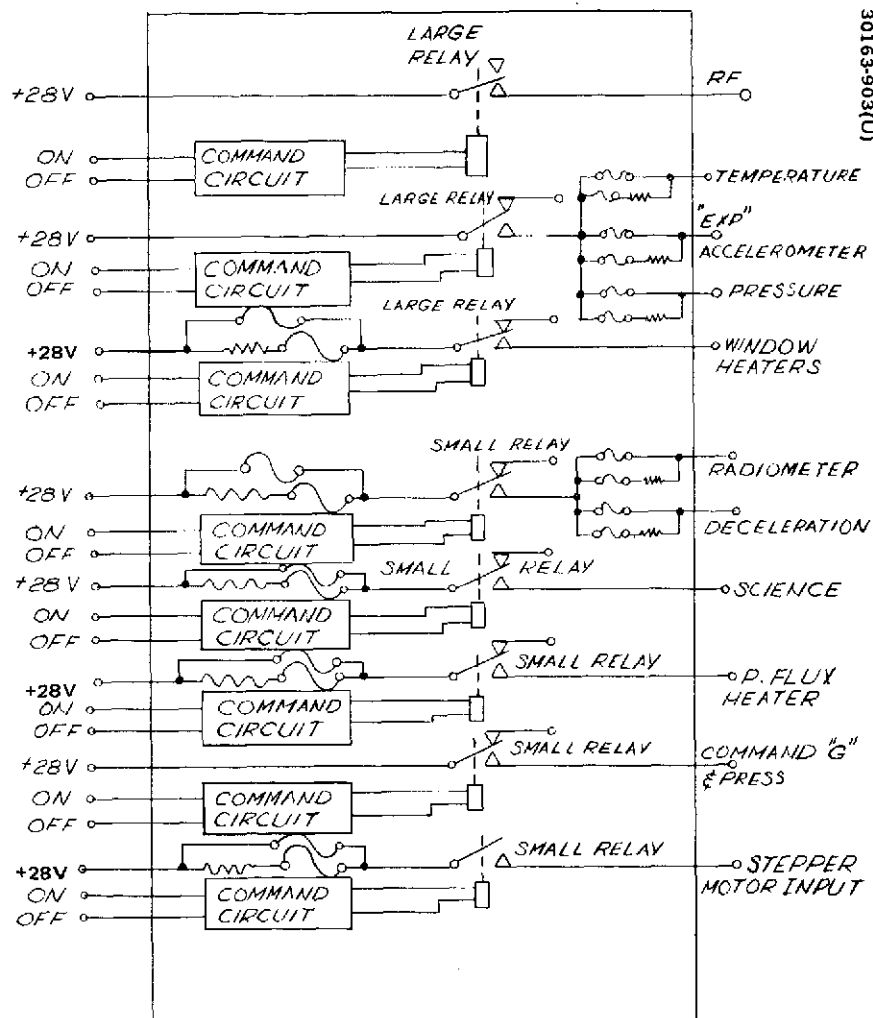 30163-903(U)
LARGE
RELAY
+28V
RF
ON
OFF
COMMAND
CIRCUIT
TEMPERATURE
LARGE RELAY
"EXP"
+28V
ACCELEROMETER
ON
OFF
COMMAND
CIRCUIT
PRESSURE
LARGE RELAY
+28V
WINDOW
HEATERS
ON
OFF
COMMAND
CIRCUIT
SMALL RELAY
RADIOMETER
+28V
DECELERATION
ON
OFF
COMMAND
CIRCUIT
+28V
SMALL RELAY
SCIENCE
ON
OFF
COMMAND
CIRCUIT
SMALL RELAY
P. FLUX
HEATER
+28V
ON
OFF
COMMAND
CIRCUIT
SMALL RELAY
COMMAND "G"
& PRESS
+28V
ON
OFF
COMMAND
CIRCUIT
SMALL RELAY
+28V
STEPPER
MOTOR INPUT
ON
OFF
COMMAND
CIRCUIT